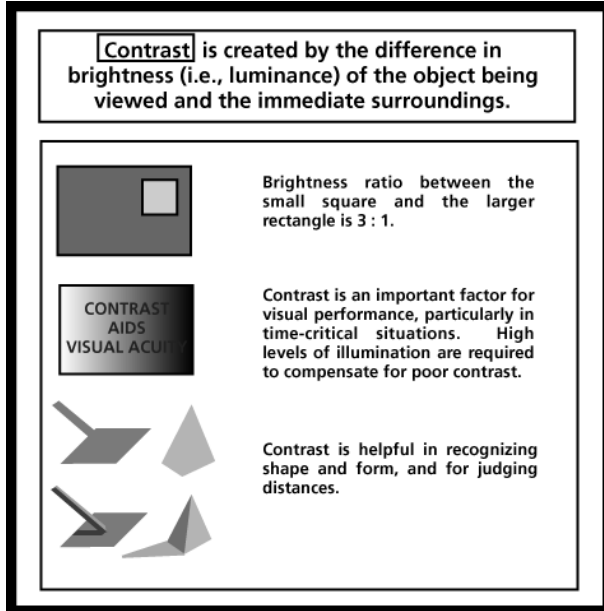 Contrast is created by the difference in
brightness (i.e., luminance) of the object being
viewed and the immediate surroundings.
Brightness ratio between the
small square and the larger
rectangle is 3 : 1.
CONTRAST
AIDS
VISUAL ACUITY
Contrast is an important factor for
visual performance, particularly in
time-critical situations. High
levels of illumination are required
to compensate for poor contrast.
Contrast is helpful in recognizing
shape and form, and for judging
distances.